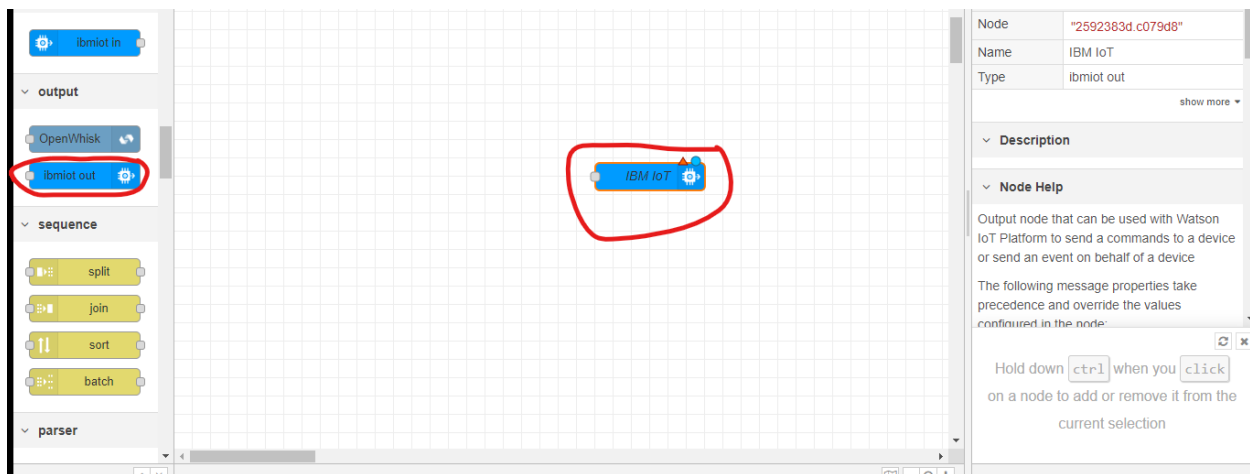 ibmiot in
output
OpenWhisk
ibmiot out
sequence
split
join
sort
batch
parser
IBM IoT
Node "2592383d.c079d8"
Name IBM IoT
Type ibmiot out
show more
Description
Node Help
Output node that can be used with Watson
IoT Platform to send a commands to a device
or send an event on behalf of a device
The following message properties take
precedence and override the values
configured in the node:
Hold down ctrl when you click
on a node to add or remove it from the
current selection